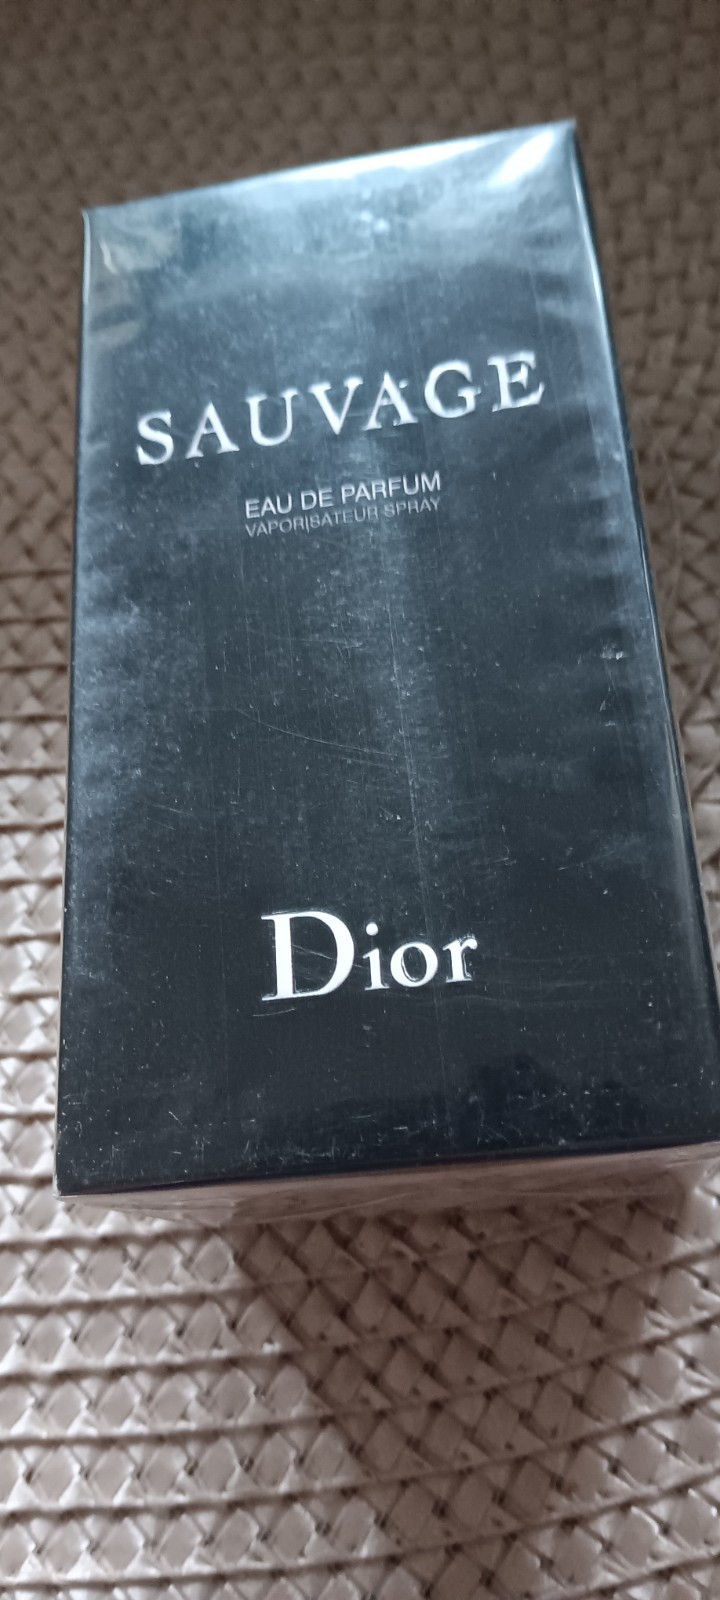 SAUVAGE
EAU DE PARFUM
VAPORISATEUR SPRAY
Dior